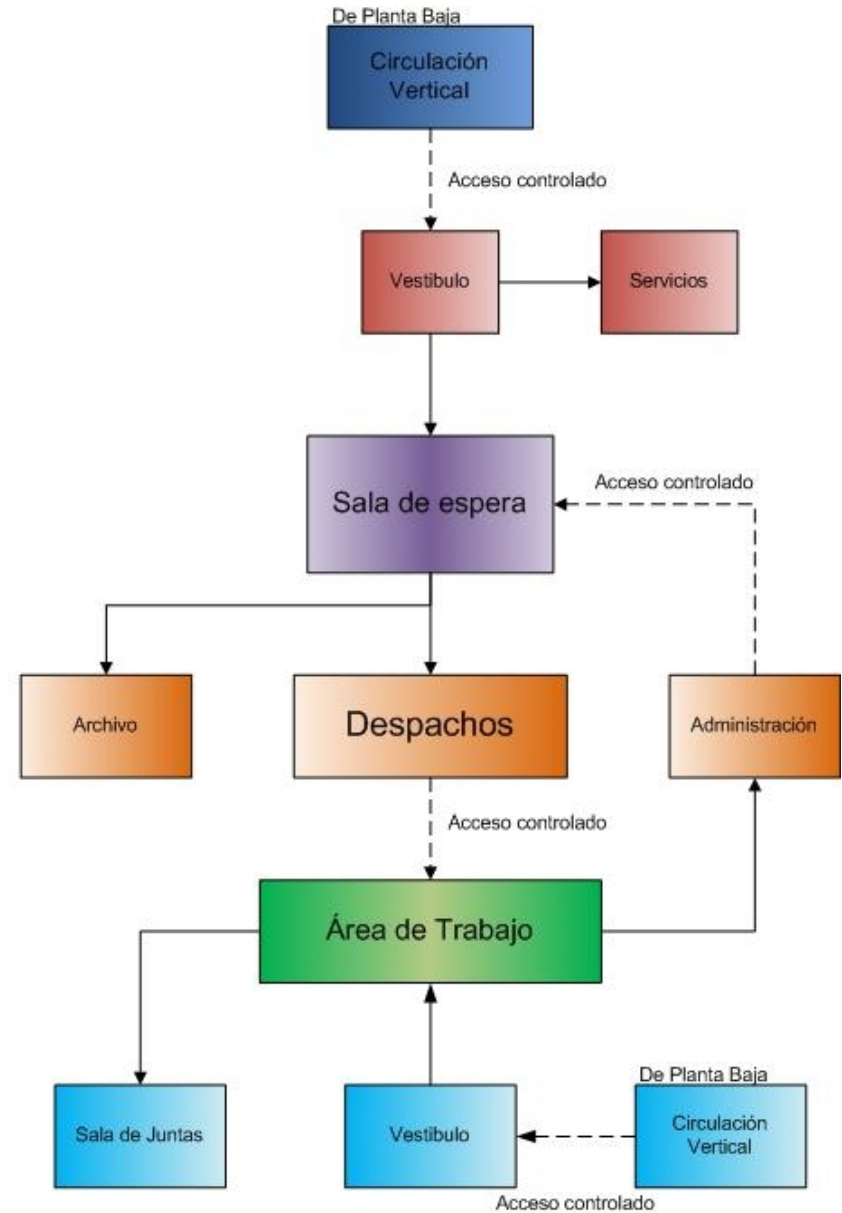 De Planta Baja
Circulación
Vertical
Acceso controlado
Vestibulo
Servicios
Sala de espera
Acceso controlado
Archivo
Despachos
Administración
Acceso controlado
Área de Trabajo
De Planta Baja
Sala de Juntas
Vestibulo
Circulación
Vertical
Acceso controlado